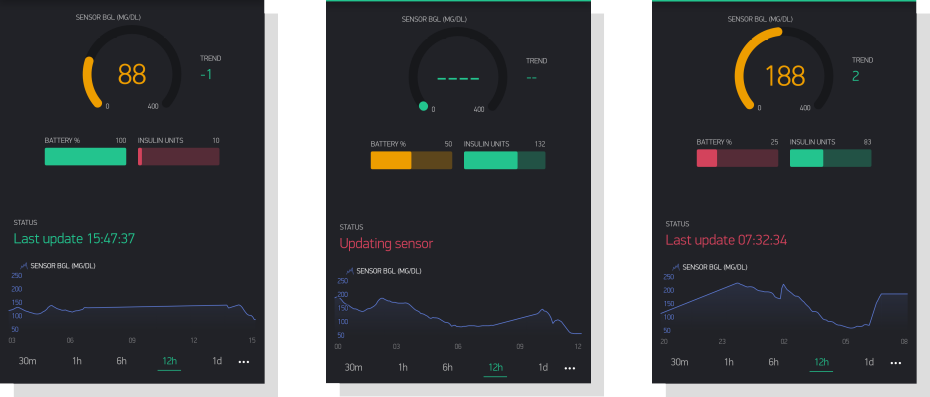 SENSOR BGL (MG/DL)
88
0 400
TREND
-1
BATTERY % 100 INSULIN UNITS 10
STATUS
Last update 15:47:37
SENSOR BGL (MG/DL)
250
200
150
100
50
03 06 09 12 15
30m 1h 6h 12h 1d •••
SENSOR BGL (MG/DL)
----
0 400
TREND
--
BATTERY % 50 INSULIN UNITS 132
STATUS
Updating sensor
SENSOR BGL (MG/DL)
250
200
150
100
50
00 03 06 09 12
30m 1h 6h 12h 1d •••
SENSOR BGL (MG/DL)
188
0 400
TREND
2
BATTERY % 25 INSULIN UNITS 83
STATUS
Last update 07:32:34
SENSOR BGL (MG/DL)
250
200
150
100
50
20 23 02 05 08
30m 1h 6h 12h 1d •••